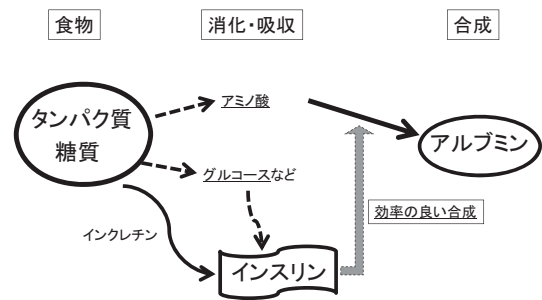 食物
消化・吸収
合成
タンパク質
糖質
アミノ酸
アルブミン
グルコースなど
効率の良い合成
インクレチン
インスリン